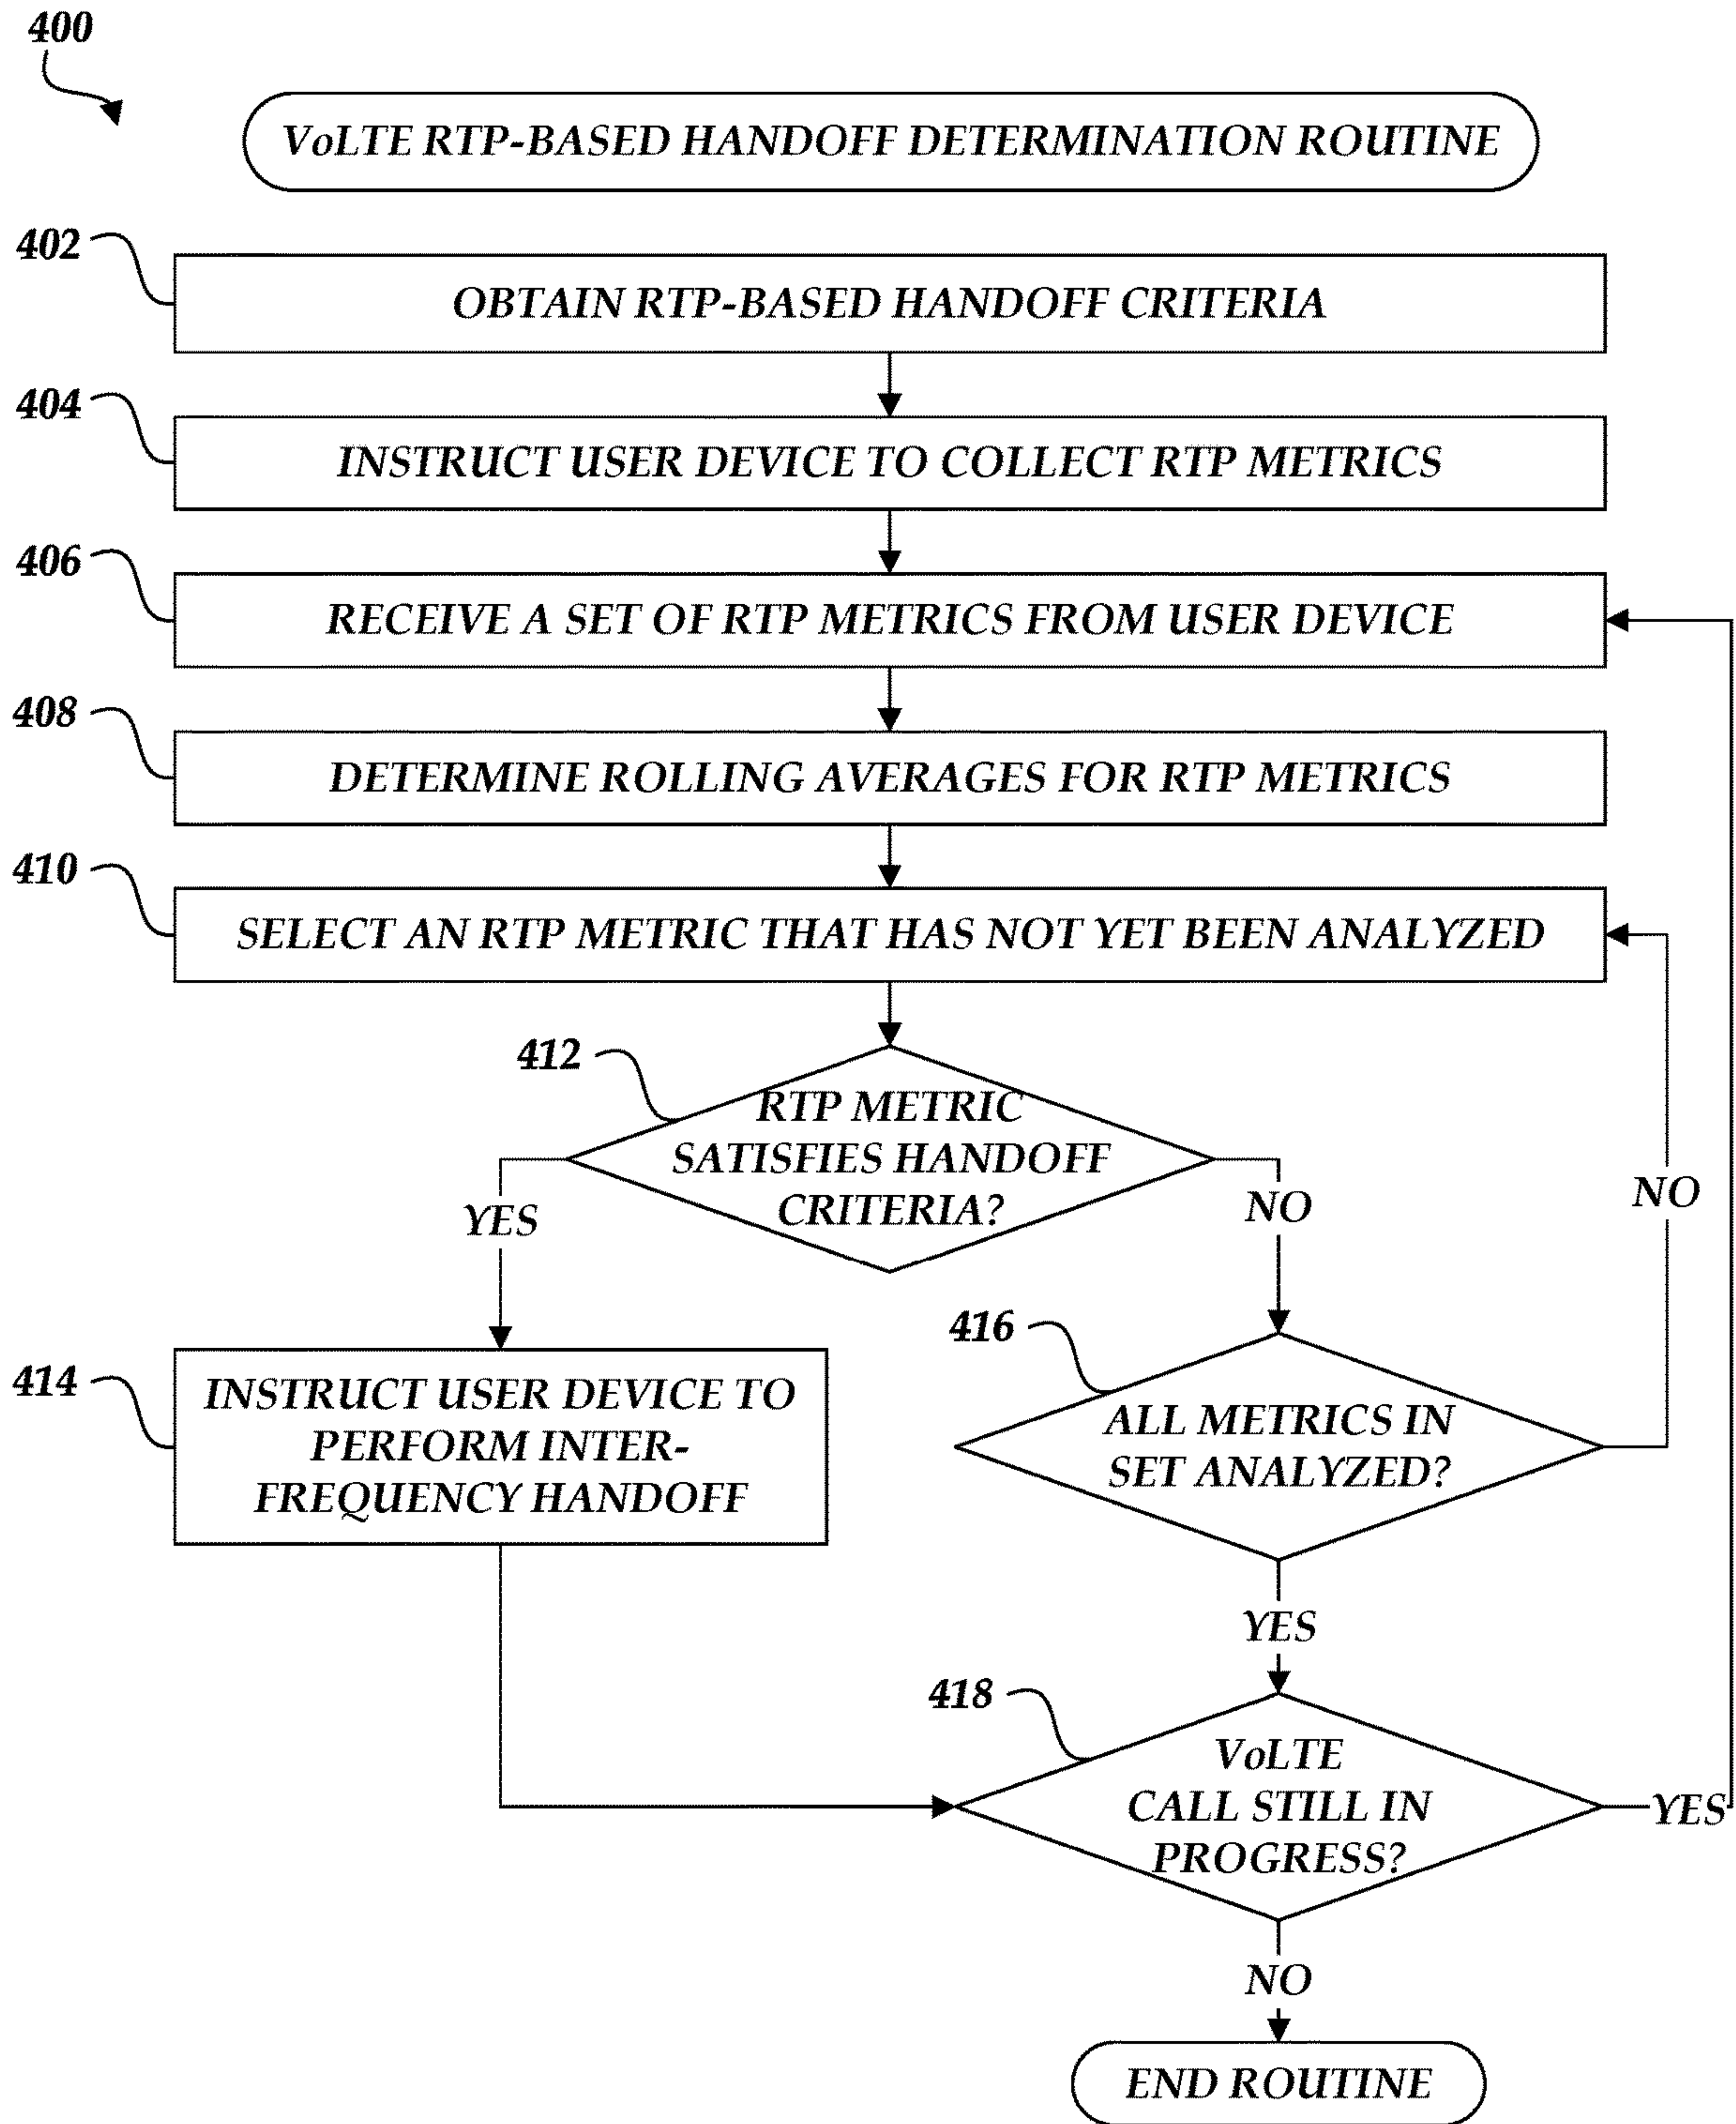 400
VoLTE RTP-BASED HANDOFF DETERMINATION ROUTINE
402
OBTAIN RTP-BASED HANDOFF CRITERIA
404
INSTRUCT USER DEVICE TO COLLECT RTP METRICS
406
RECEIVE A SET OF RTP METRICS FROM USER DEVICE
408
DETERMINE ROLLING AVERAGES FOR RTP METRICS
410
SELECT AN RTP METRIC THAT HAS NOT YET BEEN ANALYZED
412
RTP METRIC
SATISFIES HANDOFF
CRITERIA?
YES
NO
NO
414
INSTRUCT USER DEVICE TO
PERFORM INTER-
FREQUENCY HANDOFF
416
ALL METRICS IN
SET ANALYZED?
YES
418
VoLTE
CALL STILL IN
PROGRESS?
YES
NO
END ROUTINE